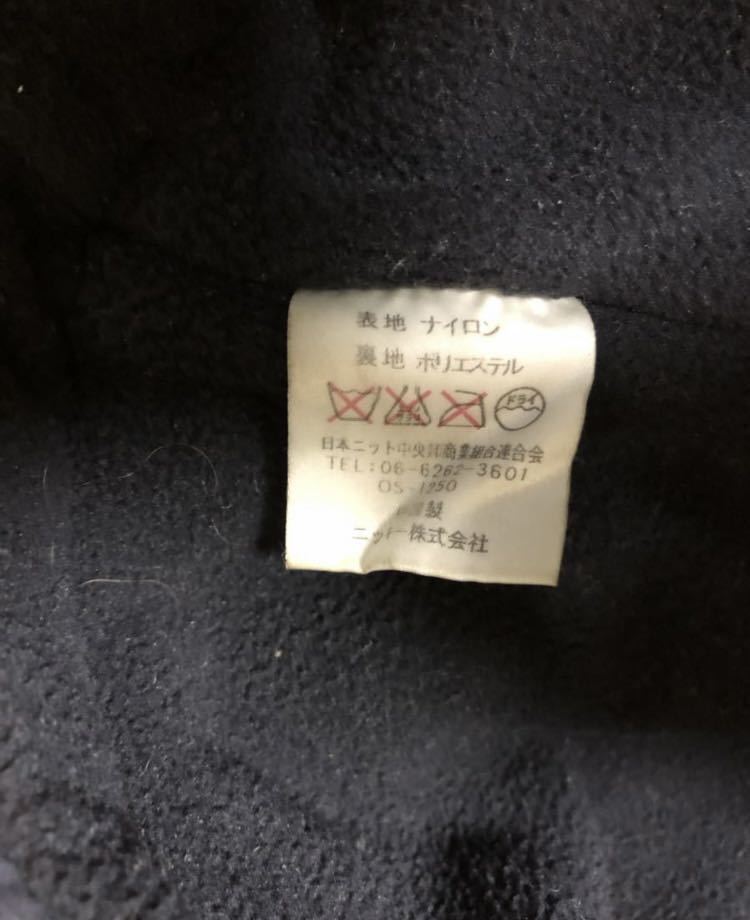 表地 ナイロン
裏地 ポリエステル
ドライ
日本ニット中央卸商業組合連合会
TEL:06-6262-3601
OS-1250
製
株式会社